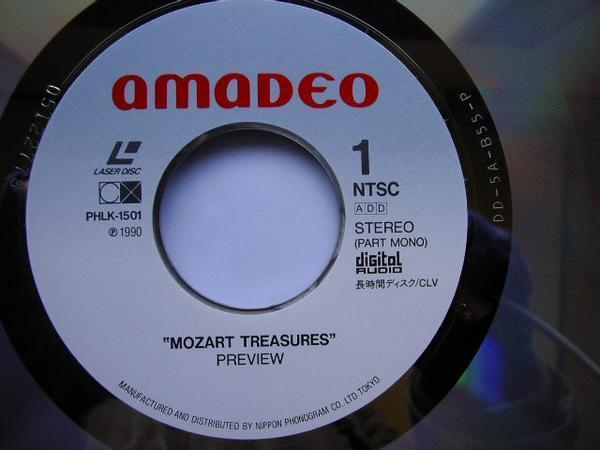 amaDEO
LASER DISC
PHLK-1501
Ⓟ 1990
1
NTSC
ADD
STEREO
(PART MONO)
digital
AUDIO
長時間ディスク/CLV
"MOZART TREASURES"
PREVIEW
MANUFACTURED AND DISTRIBUTED BY NIPPON PHONOGRAM CO., LTD. TOKYO.
DD-5A-B55-P